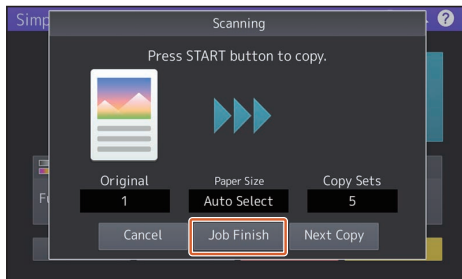 Simp
?
Scanning
Press START button to copy.
Original
Paper Size
Copy Sets
1
Auto Select
5
Cancel
Job Finish
Next Copy